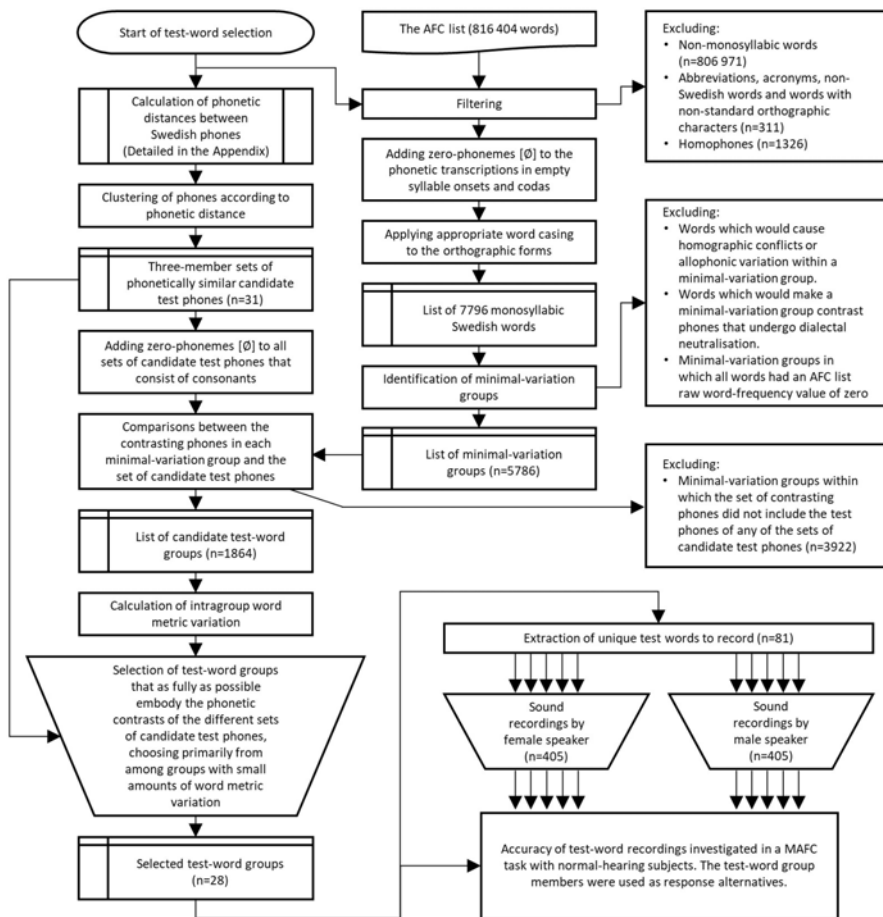 Start of test-word selection
Calculation of phonetic
distances between
Swedish phones
(Detailed in the Appendix)
Clustering of phones according to
phonetic distance
Three-member sets of
phonetically similar candidate
test phones (n=31)
Adding zero-phonemes [Ø] to all
sets of candidate test phones that
consist of consonants
Comparisons between the
contrasting phones in each
minimal-variation group and the
set of candidate test phones
List of candidate test-word
groups (n=1864)
Calculation of intragroup word
metric variation
Selection of test-word groups
that as fully as possible
embody the phonetic
contrasts of the different sets
of candidate test phones,
choosing primarily from
among groups with small
amounts of word metric
variation
Selected test-word groups
(n=28)
The AFC list (816 404 words)
Filtering
Adding zero-phonemes [Ø] to the
phonetic transcriptions in empty
syllable onsets and codas
Applying appropriate word casing
to the orthographic forms
List of 7796 monosyllabic
Swedish words
Identification of minimal-variation
groups
List of minimal-variation
groups (n=5786)
Excluding:
• Non-monosyllabic words
(n=806 971)
• Abbreviations, acronyms, non-
Swedish words and words with
non-standard orthographic
characters (n=311)
• Homophones (n=1326)
Excluding:
• Words which would cause
homographic conflicts or
allophonic variation within a
minimal-variation group.
• Words which would make a
minimal-variation group contrast
phones that undergo dialectal
neutralisation.
• Minimal-variation groups in
which all words had an AFC list
raw word-frequency value of zero
Excluding:
• Minimal-variation groups within
which the set of contrasting
phones did not include the test
phones of any of the sets of
candidate test phones (n=3922)
Extraction of unique test words to record (n=81)
Sound
recordings by
female speaker
(n=405)
Sound
recordings by
male speaker
(n=405)
Accuracy of test-word recordings investigated in a MAFC
task with normal-hearing subjects. The test-word group
members were used as response alternatives.